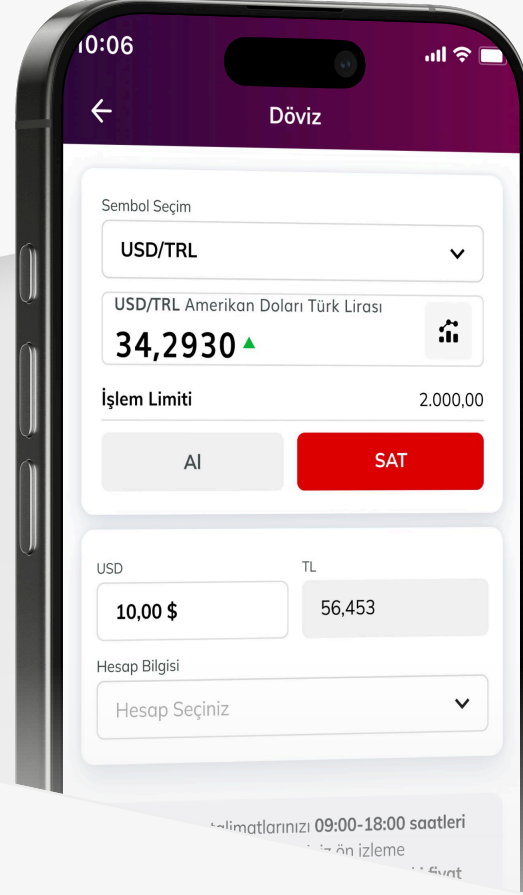 10:06
Döviz
Sembol Seçim
USD/TRL
USD/TRL Amerikan Doları Türk Lirası
34,2930
İşlem Limiti 2.000,00
Al SAT
USD TL
10,00 $ 56,453
Hesap Bilgisi
Hesap Seçiniz
talimatlarınızı 09:00-18:00 saatleri
ön izleme
fiyat